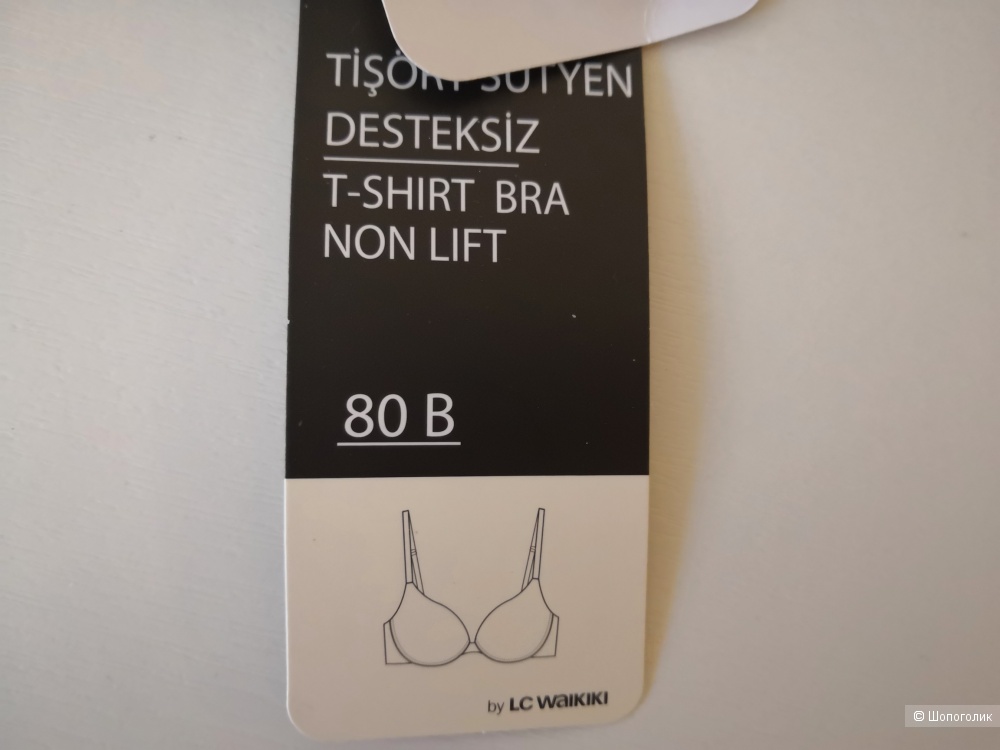 TİŞÖRT SÜTYEN
DESTEKSİZ
T-SHIRT BRA
NON LIFT
80 B
by LC WAIKIKI
© Шопоголик